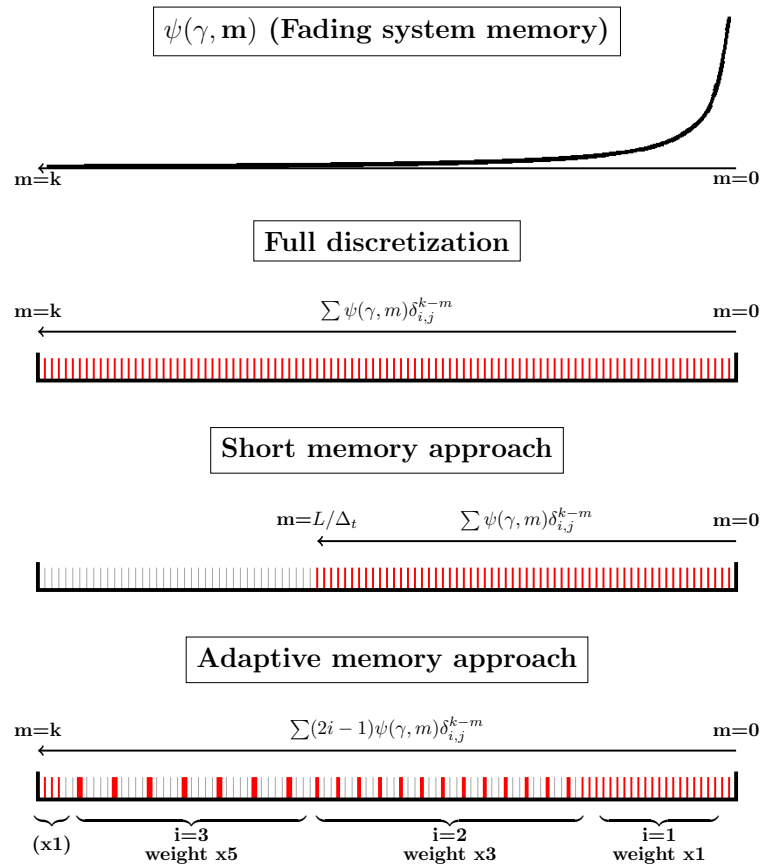 ψ(γ, m) (Fading system memory)
m=k m=0
Full discretization
m=k ∑ ψ(γ, m)δ_{i,j}^{k−m} m=0
Short memory approach
m=L/Δ_t ∑ ψ(γ, m)δ_{i,j}^{k−m} m=0
Adaptive memory approach
m=k ∑(2i − 1)ψ(γ, m)δ_{i,j}^{k−m} m=0
(x1) i=3 i=2 i=1
weight x5 weight x3 weight x1